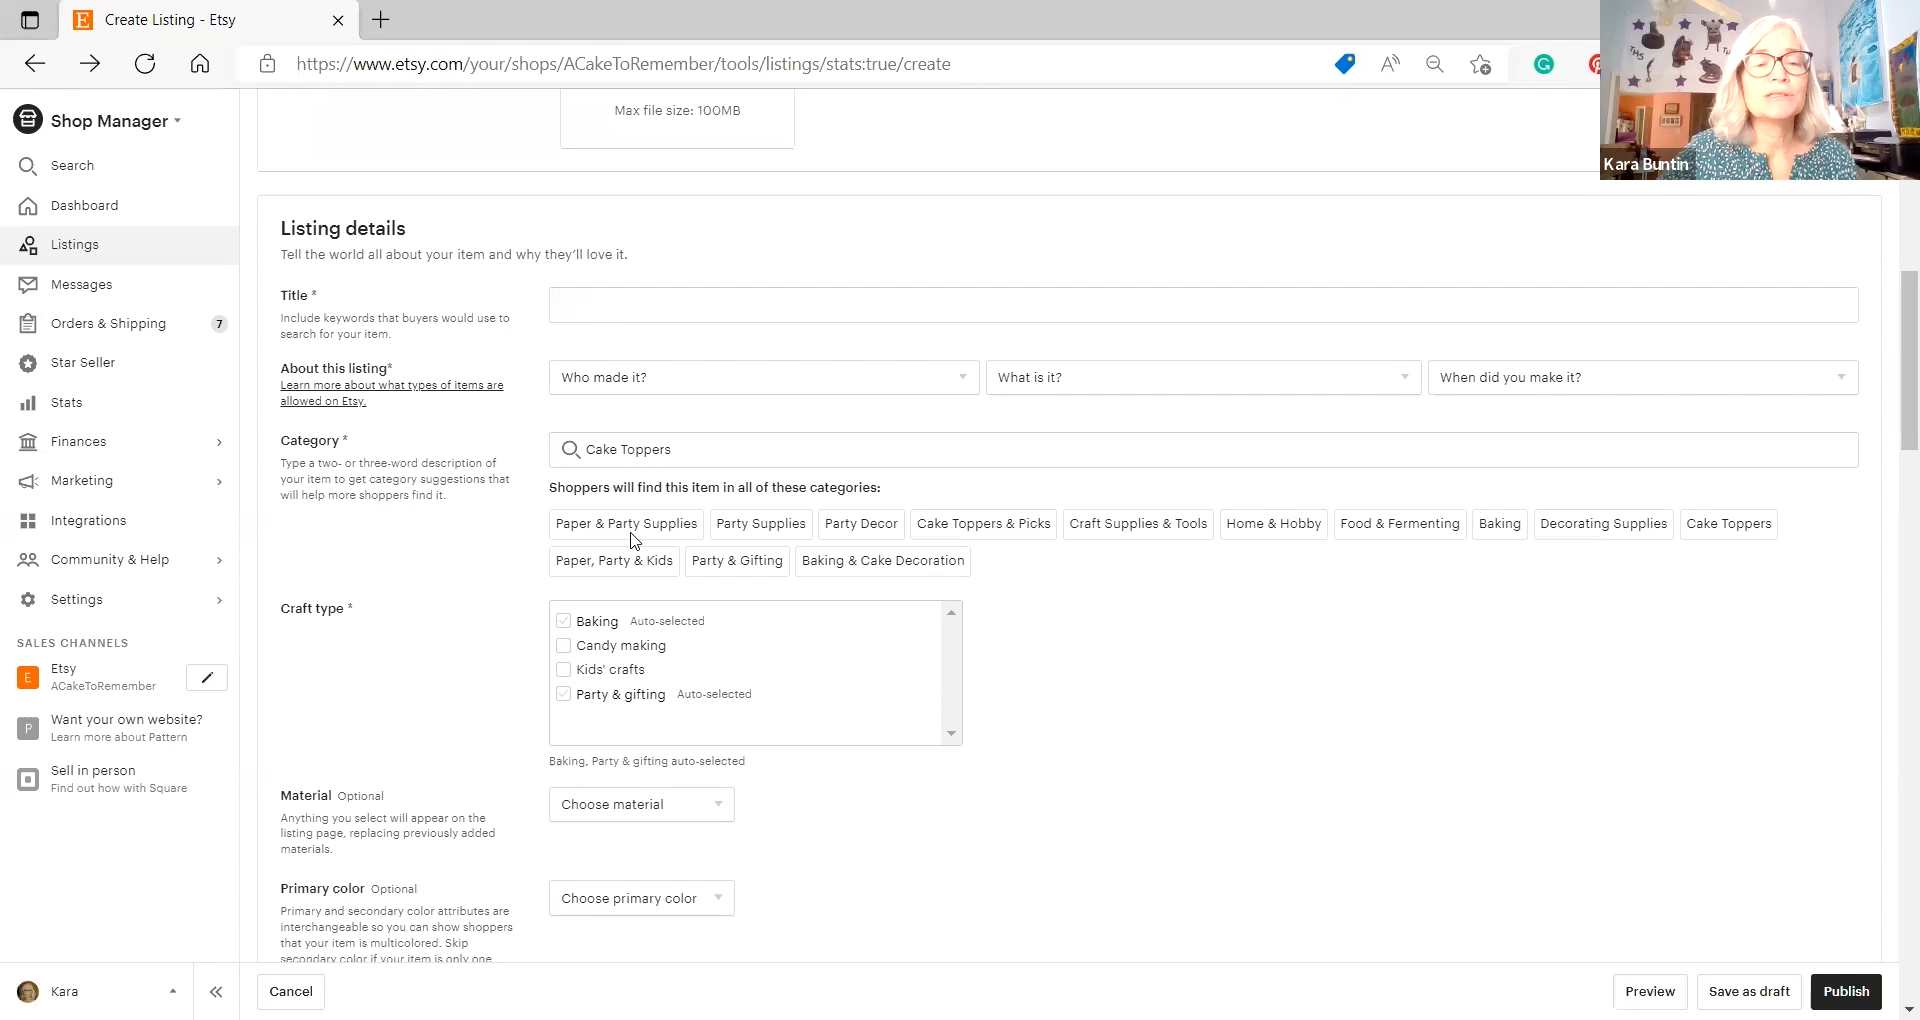 Create Listing - Etsy
https://www.etsy.com/your/shops/ACakeToRemember/tools/listings/stats:true/create
Kara Buntin
Shop Manager
Search
Dashboard
Listings
Messages
Orders & Shipping 7
Star Seller
Stats
Finances
Marketing
Integrations
Community & Help
Settings
SALES CHANNELS
E
Etsy
ACakeToRemember
P
Want your own website?
Learn more about Pattern
Sell in person
Find out how with Square
Kara
Max file size: 100MB
Listing details
Tell the world all about your item and why they'll love it.
Title *
Include keywords that buyers would use to
search for your item.
About this listing*
Learn more about what types of items are
allowed on Etsy.
Who made it? What is it? When did you make it?
Category *
Type a two- or three-word description of
your item to get category suggestions that
will help more shoppers find it.
Cake Toppers
Shoppers will find this item in all of these categories:
Paper & Party Supplies Party Supplies Party Decor Cake Toppers & Picks Craft Supplies & Tools Home & Hobby Food & Fermenting Baking Decorating Supplies Cake Toppers
Paper, Party & Kids Party & Gifting Baking & Cake Decoration
Craft type *
Baking Auto-selected
Candy making
Kids' crafts
Party & gifting Auto-selected
Baking, Party & gifting auto-selected
Material Optional
Anything you select will appear on the
listing page, replacing previously added
materials.
Choose material
Primary color Optional
Primary and secondary color attributes are
interchangeable so you can show shoppers
that your item is multicolored. Skip
secondary color if your item is only one
Choose primary color
Cancel Preview Save as draft Publish